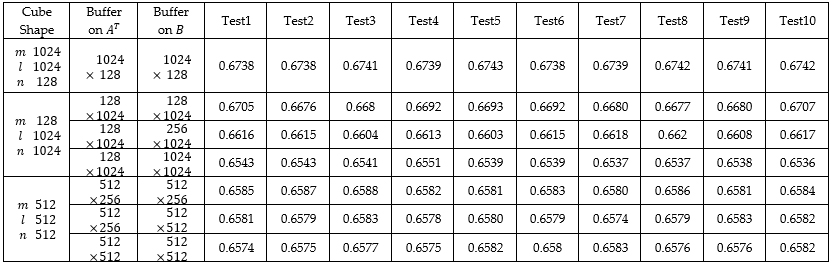 Cube Shape Buffer on Aᵀ Buffer on B Test1 Test2 Test3 Test4 Test5 Test6 Test7 Test8 Test9 Test10
m 1024 l 1024 n 128 1024 × 128 1024 × 128 0.6738 0.6738 0.6741 0.6739 0.6743 0.6738 0.6739 0.6742 0.6741 0.6742
m 128 l 1024 n 1024 128 ×1024 128 ×1024 0.6705 0.6676 0.668 0.6692 0.6693 0.6692 0.6680 0.6677 0.6680 0.6707
128 ×1024 256 ×1024 0.6616 0.6615 0.6604 0.6613 0.6603 0.6615 0.6618 0.662 0.6608 0.6617
128 ×1024 1024 ×1024 0.6543 0.6543 0.6541 0.6551 0.6539 0.6539 0.6537 0.6537 0.6538 0.6536
m 512 l 512 n 512 512 ×256 512 ×256 0.6585 0.6587 0.6588 0.6582 0.6581 0.6583 0.6580 0.6586 0.6581 0.6584
512 ×256 512 ×512 0.6581 0.6579 0.6583 0.6578 0.6580 0.6579 0.6574 0.6579 0.6583 0.6582
512 ×512 512 ×512 0.6574 0.6575 0.6577 0.6575 0.6582 0.658 0.6583 0.6576 0.6576 0.6582